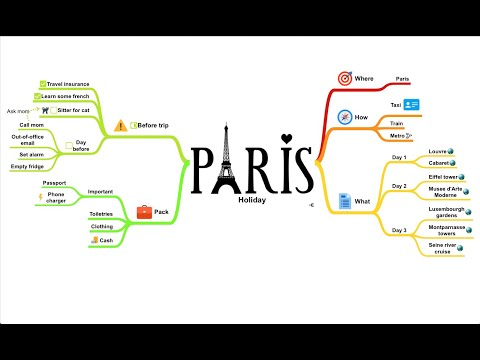 Travel insurance
Learn some french
Ask mom
Sitter for cat
Call mom
Out-of-office
email
Set alarm
Empty fridge
Day
before
Before trip
Passport
Phone
charger
Important
Toiletries
Clothing
Cash
Pack
PARIS
Holiday
Where
Paris
How
Taxi
Train
Metro
What
Day 1
Louvre
Cabaret
Day 2
Eiffel tower
Musee d'Arte
Moderne
Day 3
Luxembourgh
gardens
Montparnasse
towers
Seine river
cruise